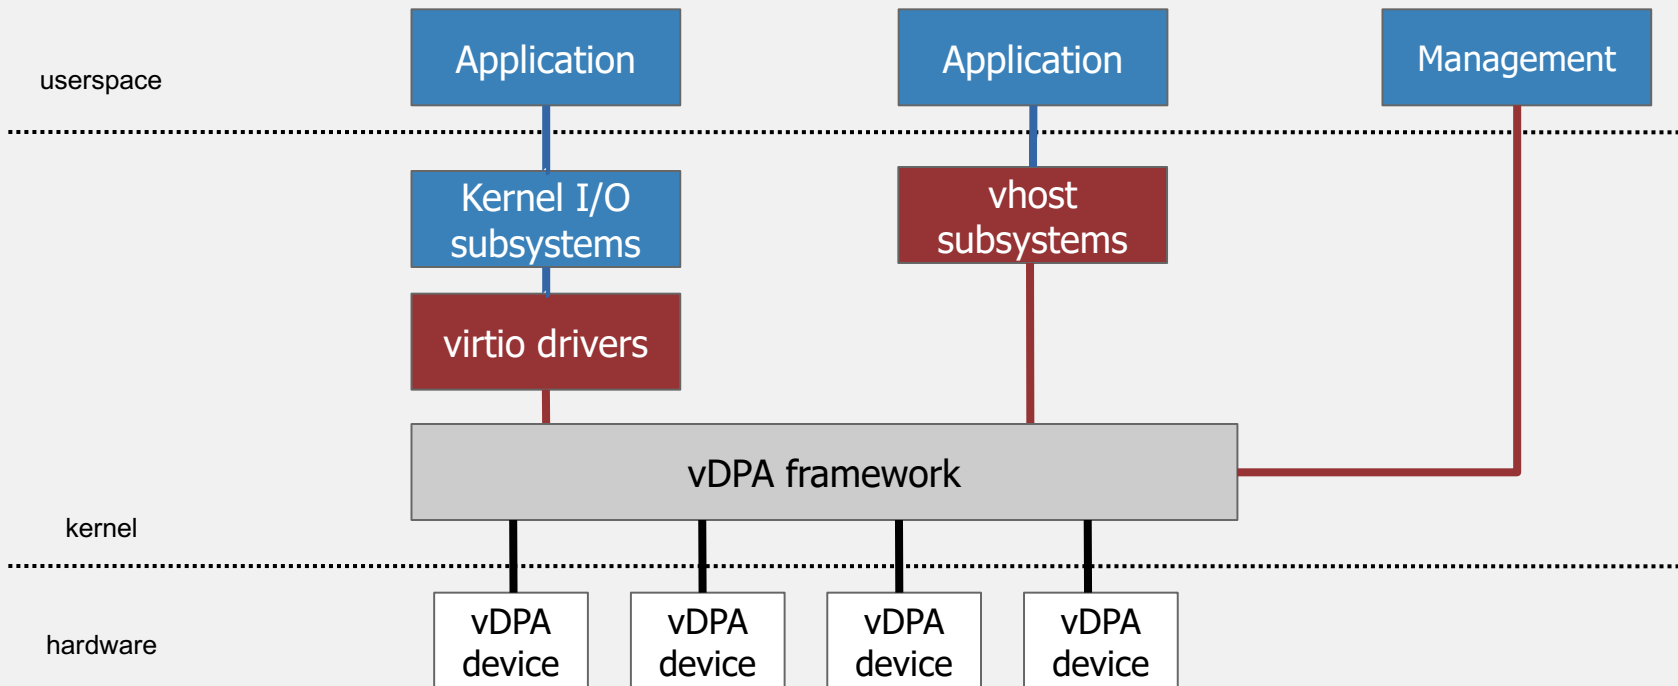 Application
Application
Management
userspace
Kernel I/O
subsystems
vhost
subsystems
virtio drivers
vDPA framework
kernel
vDPA
device
vDPA
device
vDPA
device
vDPA
device
hardware